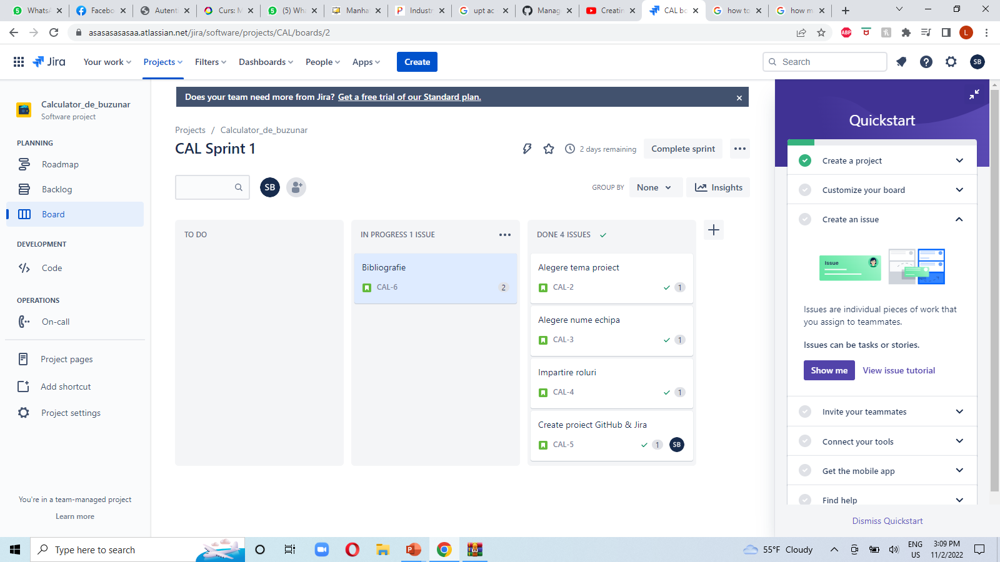 WhatsA
Facebo
Autenti
Curs: M
(5) Wha
Manha
Industr
upt ac
Manag
Creatin
CAL bo
how to
how m
asasasasasaa.atlassian.net/jira/software/projects/CAL/boards/2
ABP
L
Jira
Your work
Projects
Filters
Dashboards
People
Apps
Create
Search
SB
Calculator_de_buzunar
Software project
PLANNING
Roadmap
Backlog
Board
DEVELOPMENT
Code
OPERATIONS
On-call
Project pages
Add shortcut
Project settings
You're in a team-managed project
Learn more
Does your team need more from Jira? Get a free trial of our Standard plan.
Projects / Calculator_de_buzunar
CAL Sprint 1
2 days remaining
Complete sprint
SB
GROUP BY
None
Insights
TO DO
IN PROGRESS 1 ISSUE
Bibliografie
CAL-6
2
DONE 4 ISSUES
Alegere tema proiect
CAL-2
1
Alegere nume echipa
CAL-3
1
Impartire roluri
CAL-4
1
Create proiect GitHub & Jira
CAL-5
1
SB
Quickstart
Create a project
Customize your board
Create an issue
Issue
Issues are individual pieces of work that
you assign to teammates.
Issues can be tasks or stories.
Show me
View issue tutorial
Invite your teammates
Connect your tools
Get the mobile app
Find help
Dismiss Quickstart
Type here to search
55°F Cloudy
ENG
US
3:09 PM
11/2/2022